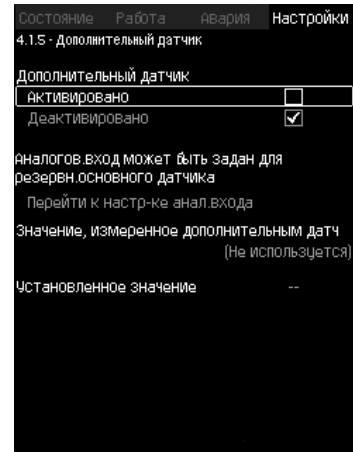 Состояние Работа Авария Настройки
4.1.5 - Дополнительный датчик
Дополнительный датчик
Активировано
Деактивировано
Аналогов.вход может быть задан для
резервн.основного датчика
Перейти к настр-ке анал.входа
Значение, измеренное дополнительным датч
(Не используется)
Установленное значение --